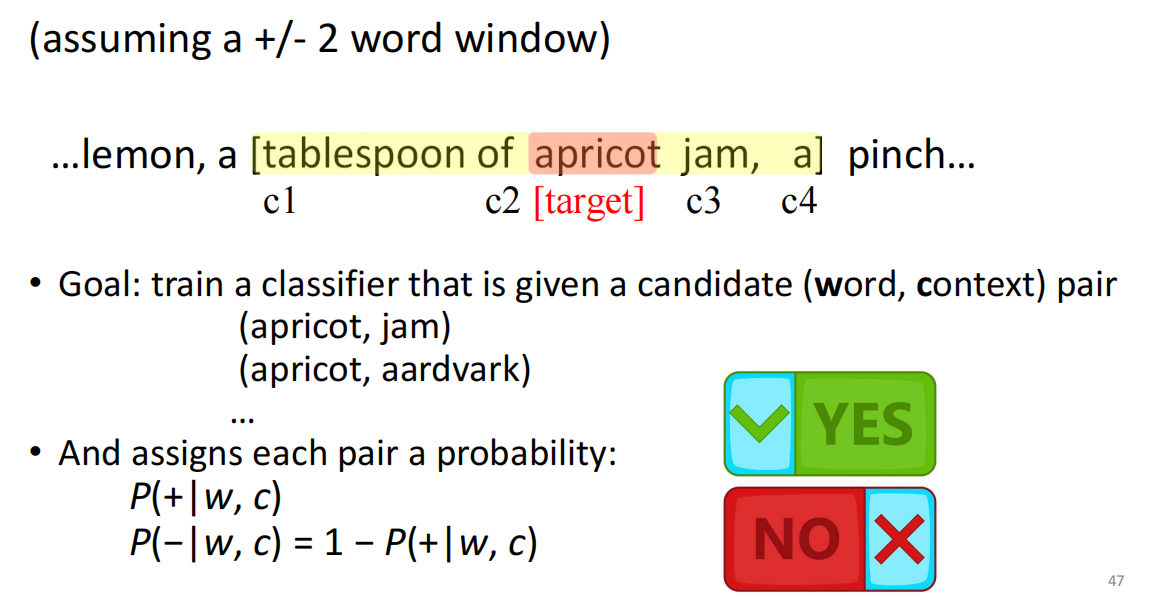 (assuming a +/- 2 word window)
…lemon, a [tablespoon of apricot jam, a] pinch…
c1 c2 [target] c3 c4
• Goal: train a classifier that is given a candidate (word, context) pair
(apricot, jam)
(apricot, aardvark)
…
• And assigns each pair a probability:
P(+|w, c)
P(−|w, c) = 1 − P(+|w, c)
YES
NO
47